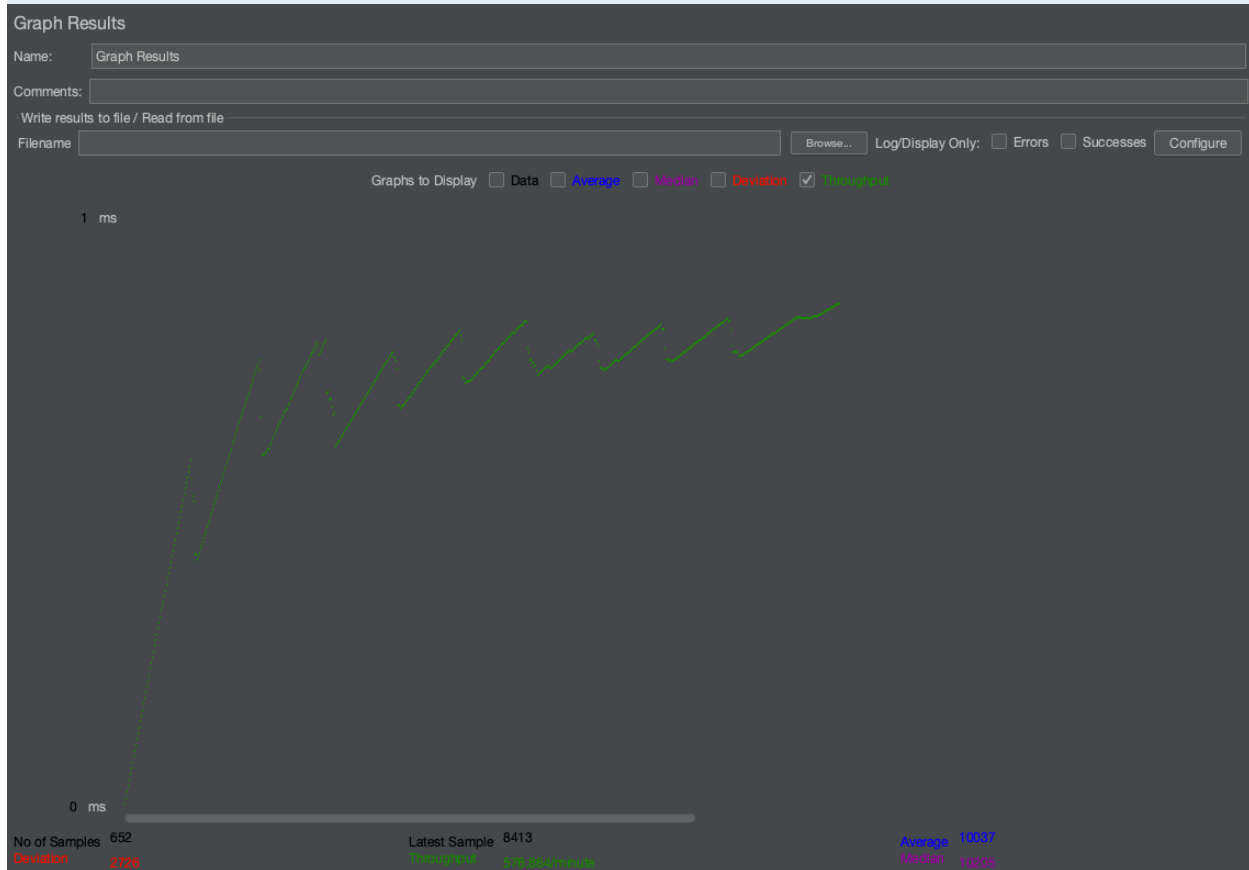 Graph Results
Name: Graph Results
Comments:
Write results to file / Read from file
Filename Browse... Log/Display Only: Errors Successes Configure
Graphs to Display Data Average Median Deviation Throughput
1 ms
0 ms
No of Samples 652 Latest Sample 8413 Average 10037
Deviation 2726 Throughput 576.864/minute Median 10205